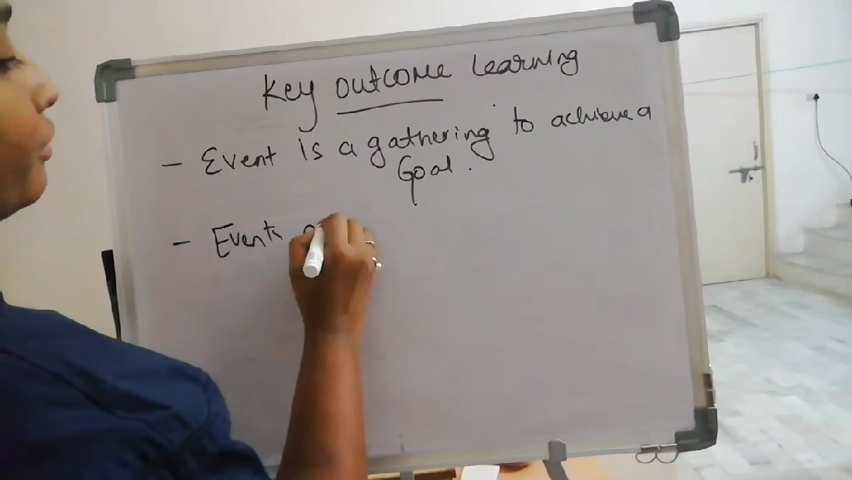 Key outcome learning
- Event is a gathering to achieve a
Goal.
- Events